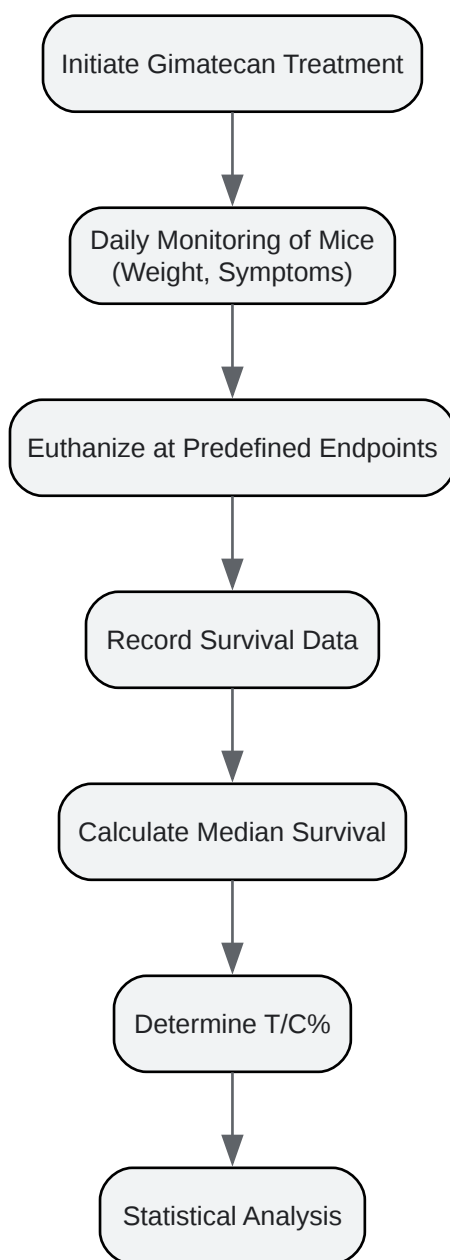 Initiate Gimatecan Treatment
Daily Monitoring of Mice
(Weight, Symptoms)
Euthanize at Predefined Endpoints
Record Survival Data
Calculate Median Survival
Determine T/C%
Statistical Analysis